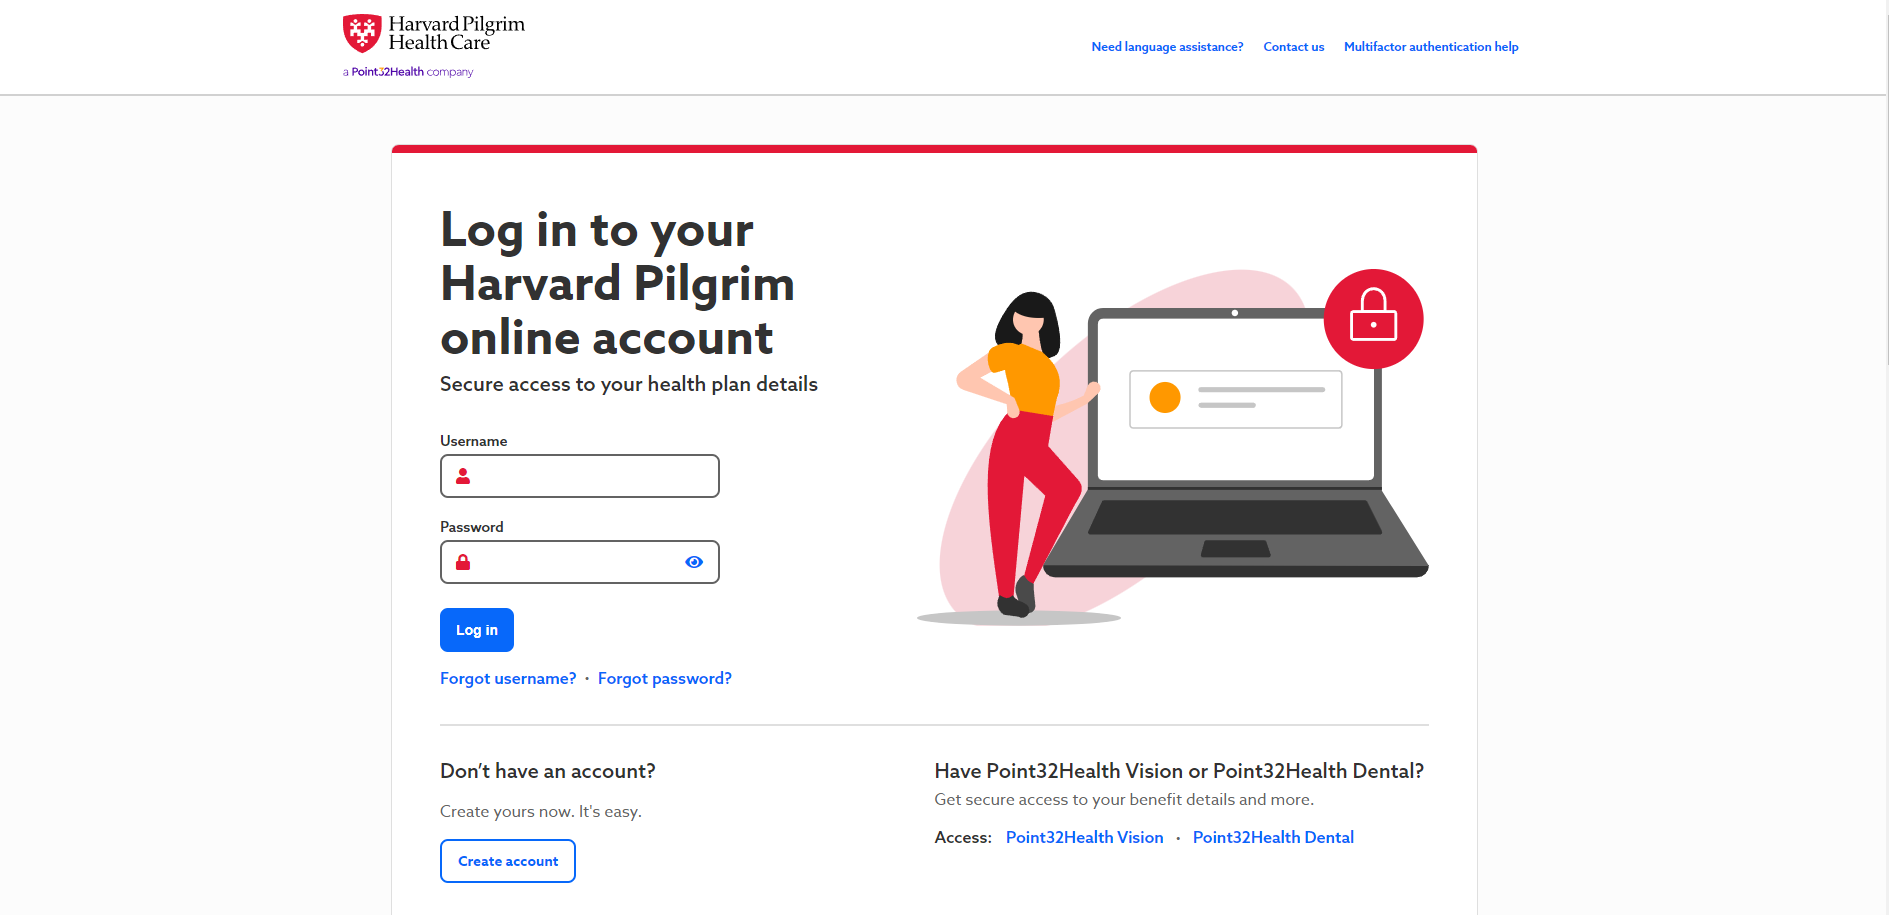 Harvard Pilgrim
Health Care
a Point32Health company
Need language assistance? Contact us Multifactor authentication help
Log in to your
Harvard Pilgrim
online account
Secure access to your health plan details
Username
Password
Log in
Forgot username? • Forgot password?
Don’t have an account?
Create yours now. It's easy.
Create account
Have Point32Health Vision or Point32Health Dental?
Get secure access to your benefit details and more.
Access: Point32Health Vision • Point32Health Dental